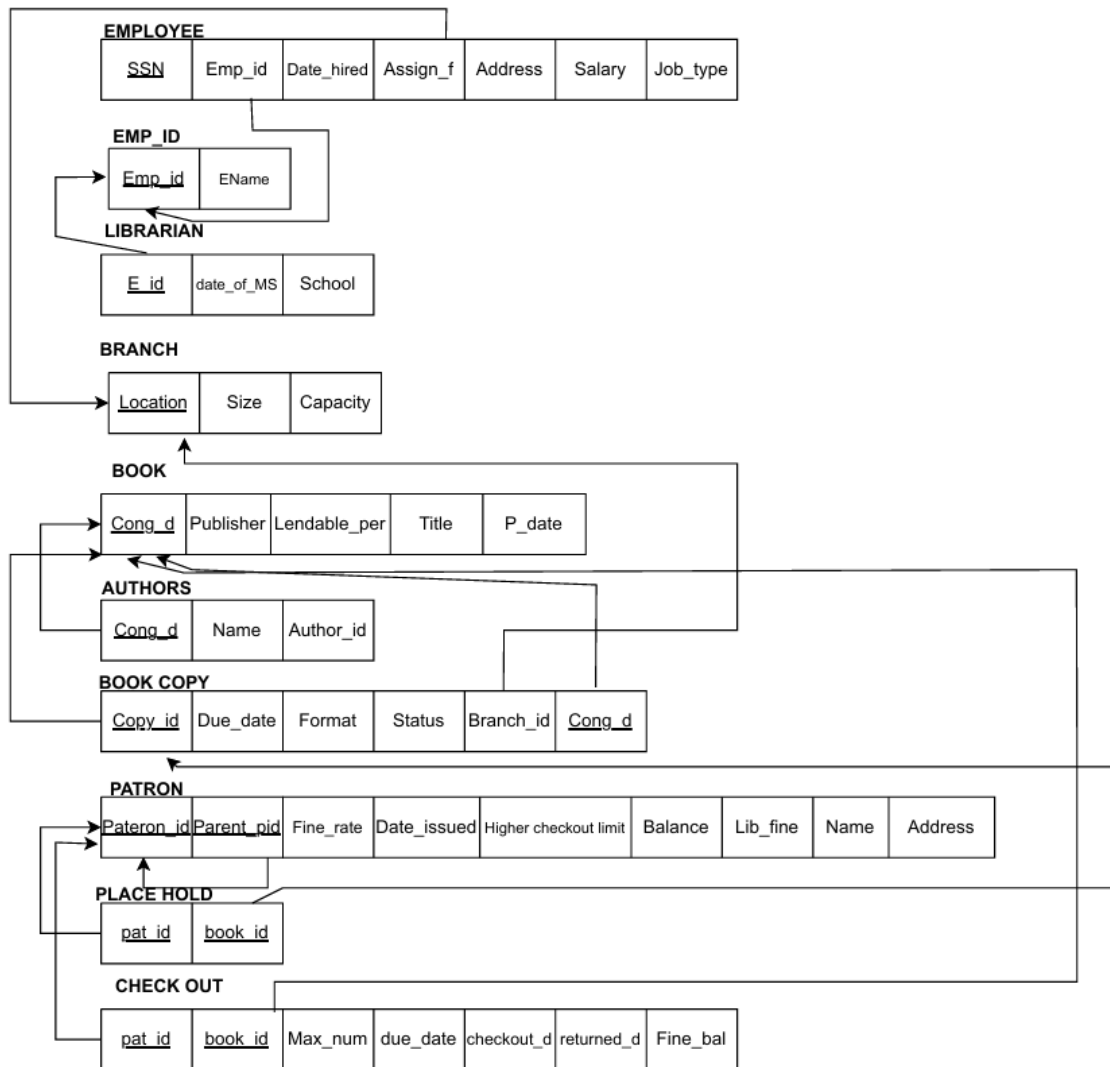 EMPLOYEE
SSN Emp_id Date_hired Assign_f Address Salary Job_type
EMP_ID
Emp_id EName
LIBRARIAN
E_id date_of_MS School
BRANCH
Location Size Capacity
BOOK
Cong_d Publisher Lendable_per Title P_date
AUTHORS
Cong_d Name Author_id
BOOK COPY
Copy_id Due_date Format Status Branch_id Cong_d
PATRON
Pateron_id Parent_pid Fine_rate Date_issued Higher checkout limit Balance Lib_fine Name Address
PLACE HOLD
pat_id book_id
CHECK OUT
pat_id book_id Max_num due_date checkout_d returned_d Fine_bal